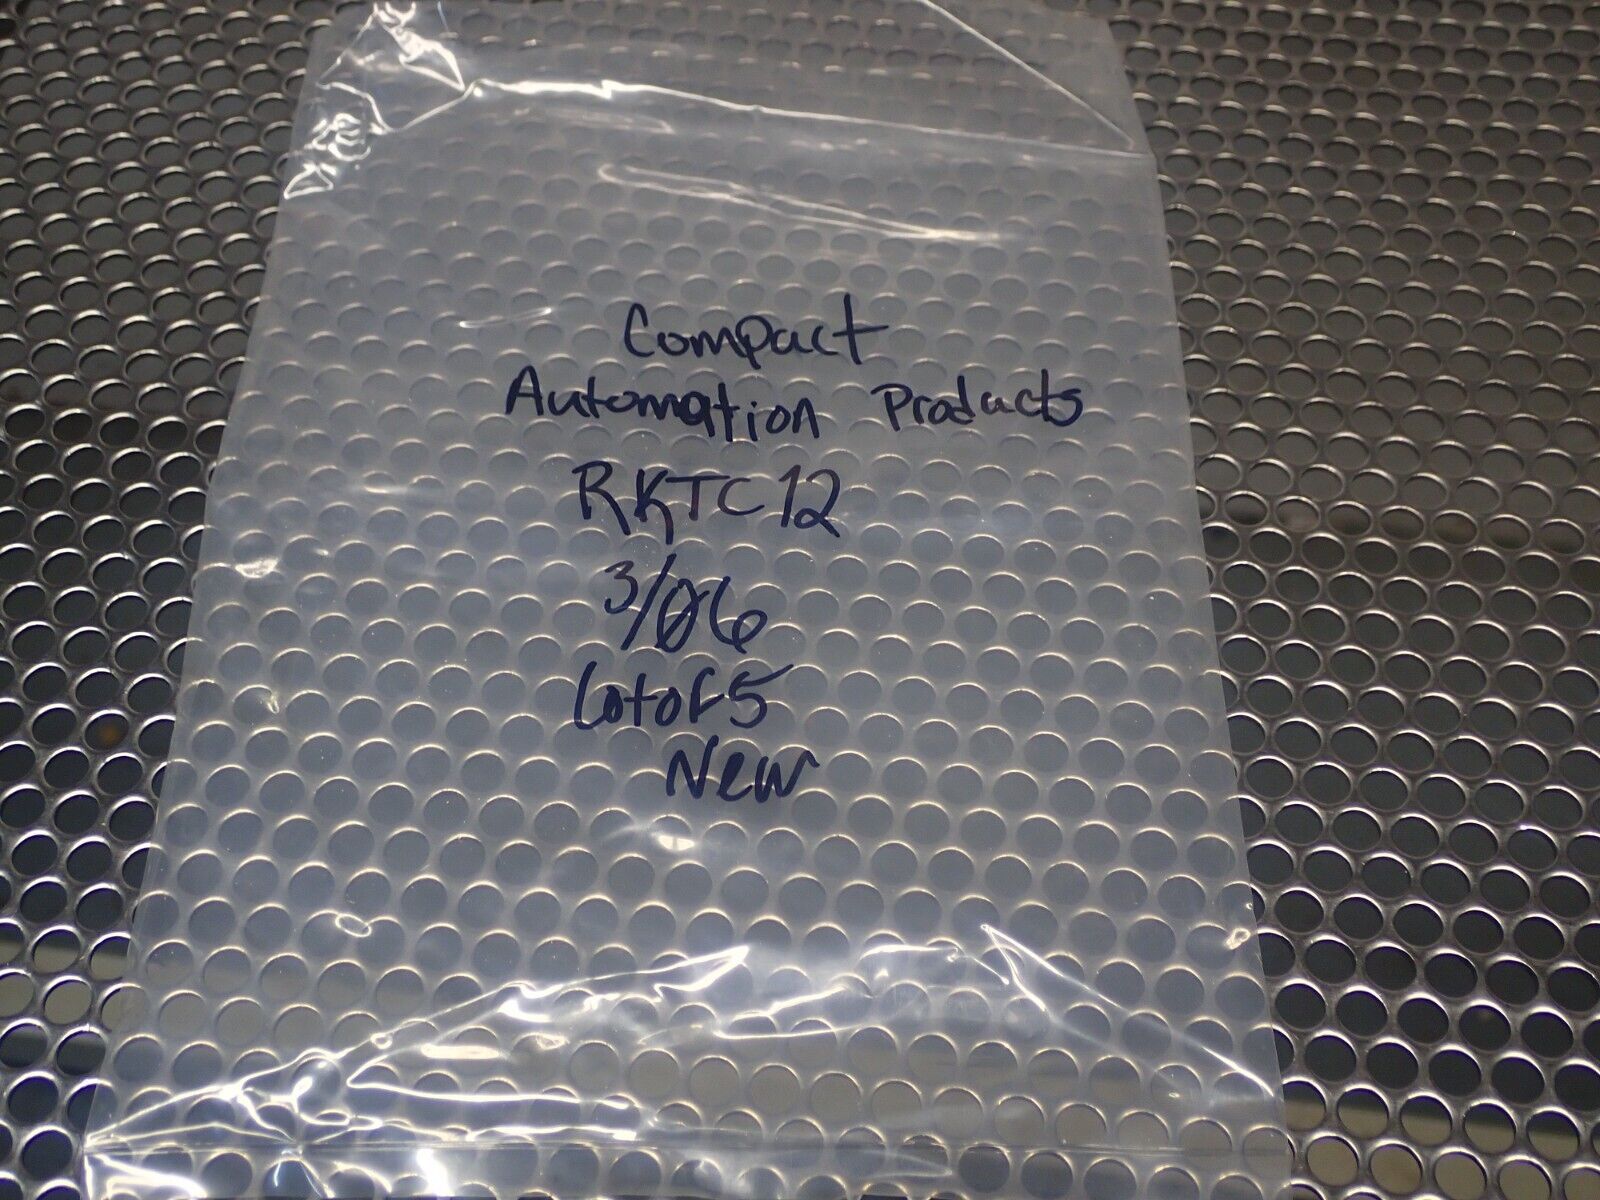 Compact
Automation Products
RKTC12
3/06
Lot of 5
New